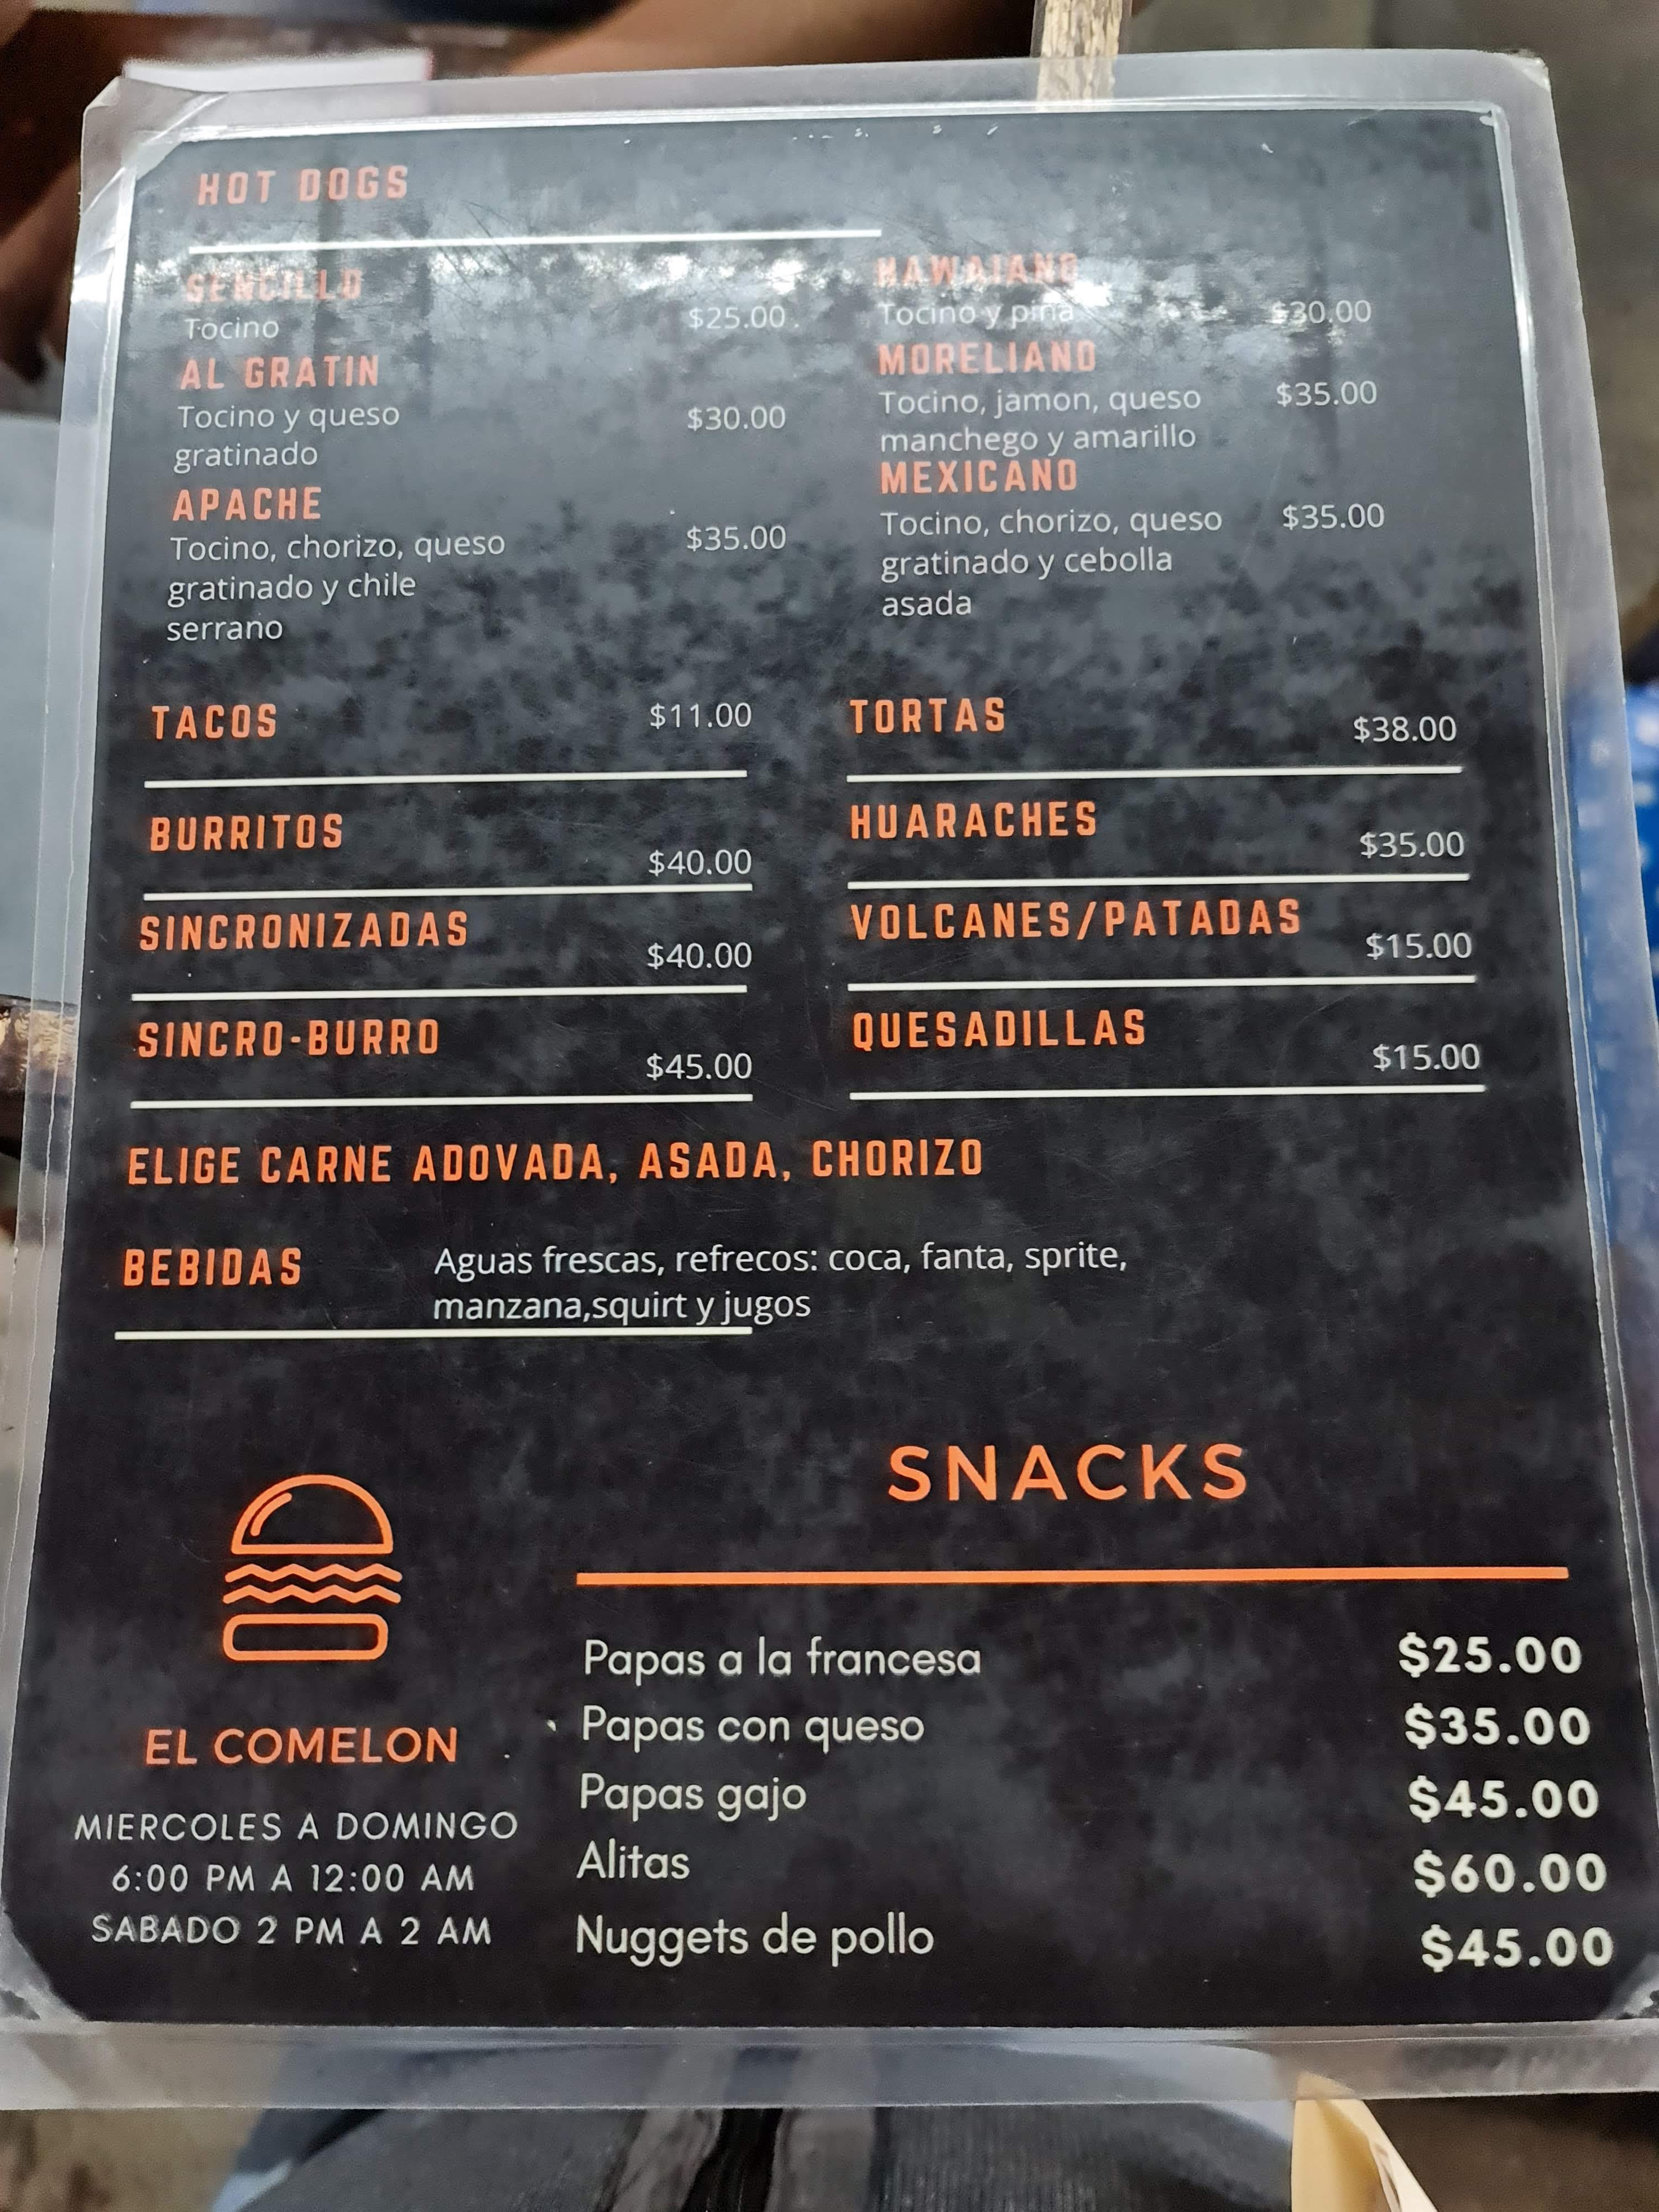 HOT DOGS
SENCILLO
Tocino $25.00
AL GRATIN
Tocino y queso $30.00
gratinado
APACHE
Tocino, chorizo, queso $35.00
gratinado y chile
serrano
HAWAIANO
Tocino y piña $30.00
MORELIANO
Tocino, jamon, queso $35.00
manchego y amarillo
MEXICANO
Tocino, chorizo, queso $35.00
gratinado y cebolla
asada
TACOS $11.00
BURRITOS $40.00
SINCRONIZADAS $40.00
SINCRO-BURRO $45.00
TORTAS $38.00
HUARACHES $35.00
VOLCANES/PATADAS $15.00
QUESADILLAS $15.00
ELIGE CARNE ADOVADA, ASADA, CHORIZO
BEBIDAS Aguas frescas, refrecos: coca, fanta, sprite,
manzana,squirt y jugos
SNACKS
Papas a la francesa $25.00
Papas con queso $35.00
Papas gajo $45.00
Alitas $60.00
Nuggets de pollo $45.00
EL COMELON
MIERCOLES A DOMINGO
6:00 PM A 12:00 AM
SABADO 2 PM A 2 AM